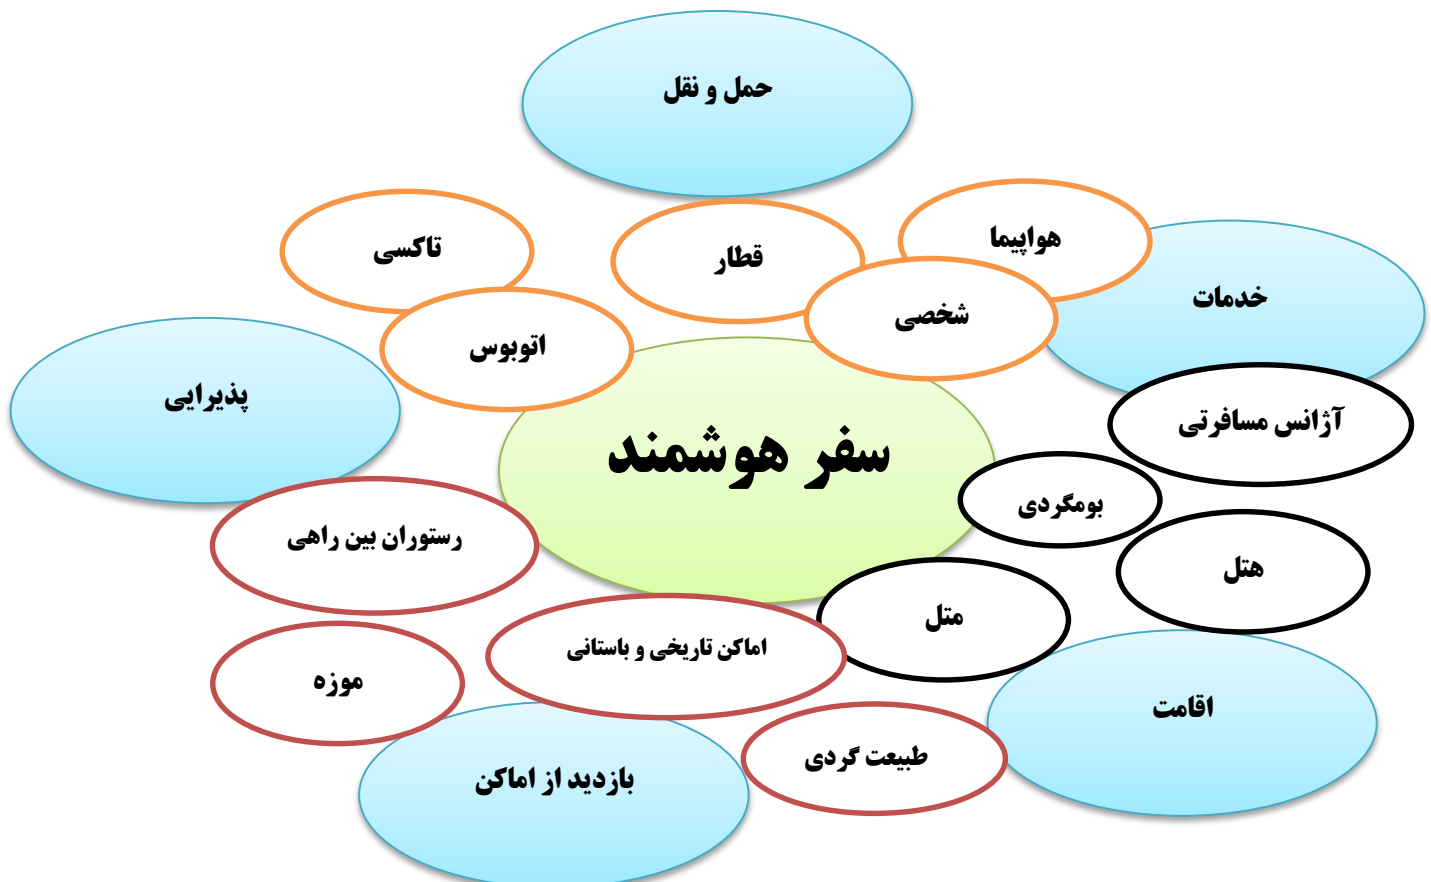 حمل و نقل
هواپیما
قطار
تاکسی
خدمات
شخصی
اتوبوس
پذیرایی
آژانس مسافرتی
سفر هوشمند
بومگردی
رستوران بین راهی
هتل
متل
اماکن تاریخی و باستانی
موزه
اقامت
طبیعت گردی
بازدید از اماکن